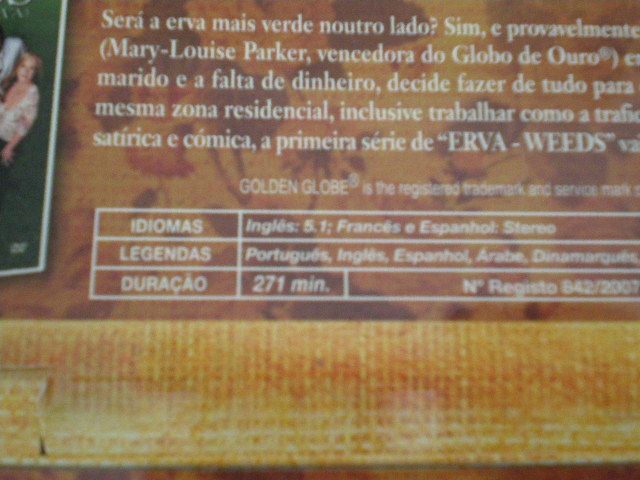 Será a erva mais verde noutro lado? Sim, e provavelmente
(Mary-Louise Parker, vencedora do Globo de Ouro®) e
marido e a falta de dinheiro, decide fazer de tudo para
mesma zona residencial, inclusive trabalhar como a trafi
satírica e cómica, a primeira série de “ERVA - WEEDS” va
GOLDEN GLOBE® is the registered trademark and service mark
IDIOMAS Inglês: 5.1; Francês e Espanhol: Stereo
LEGENDAS Português, Inglês, Espanhol, Árabe, Dinamarquês,
DURAÇÃO 271 min. Nº Registo 842/2007